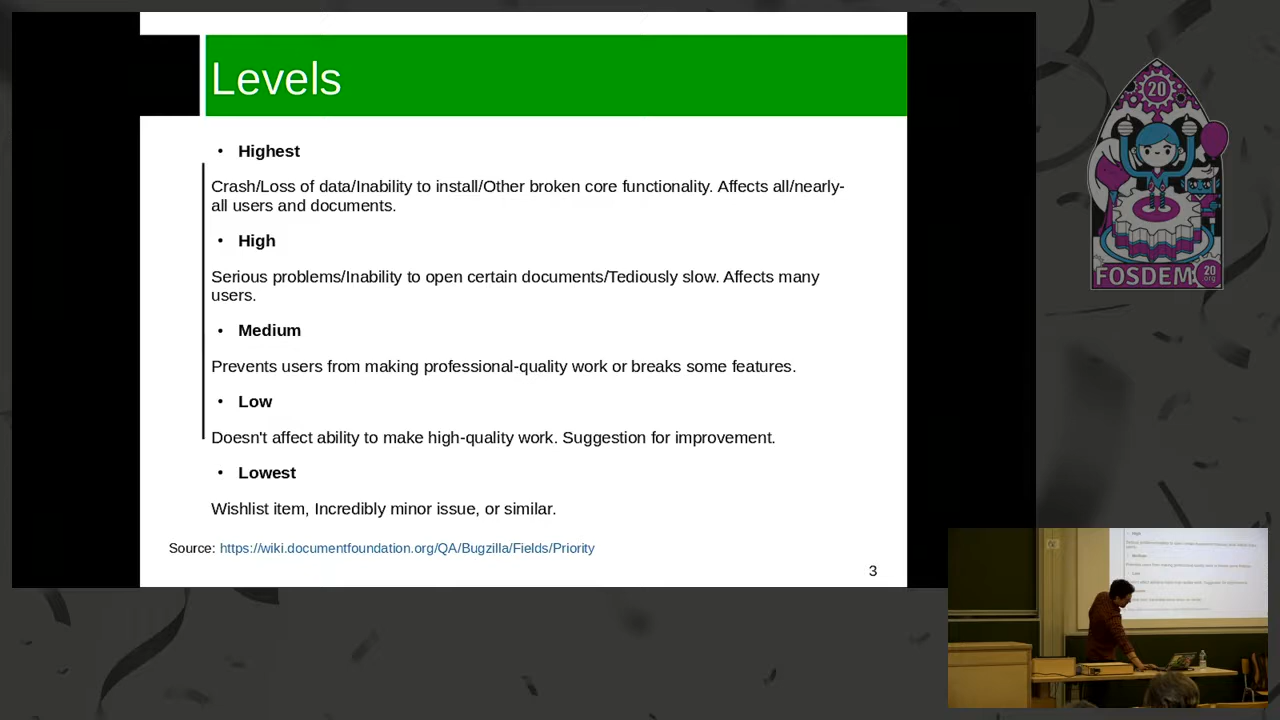 Levels
• Highest
Crash/Loss of data/Inability to install/Other broken core functionality. Affects all/nearly-
all users and documents.
• High
Serious problems/Inability to open certain documents/Tediously slow. Affects many
users.
• Medium
Prevents users from making professional-quality work or breaks some features.
• Low
Doesn't affect ability to make high-quality work. Suggestion for improvement.
• Lowest
Wishlist item, Incredibly minor issue, or similar.
Source: https://wiki.documentfoundation.org/QA/Bugzilla/Fields/Priority
3
20
FOSDEM
20
.org